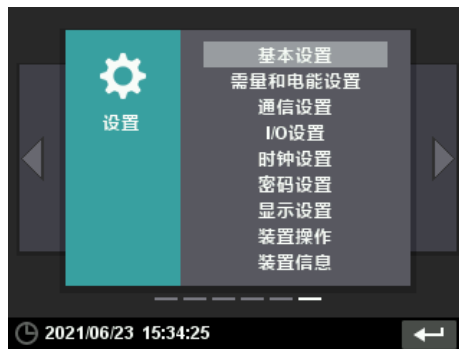 设置
基本设置
需量和电能设置
通信设置
I/O设置
时钟设置
密码设置
显示设置
装置操作
装置信息
2021/06/23 15:34:25